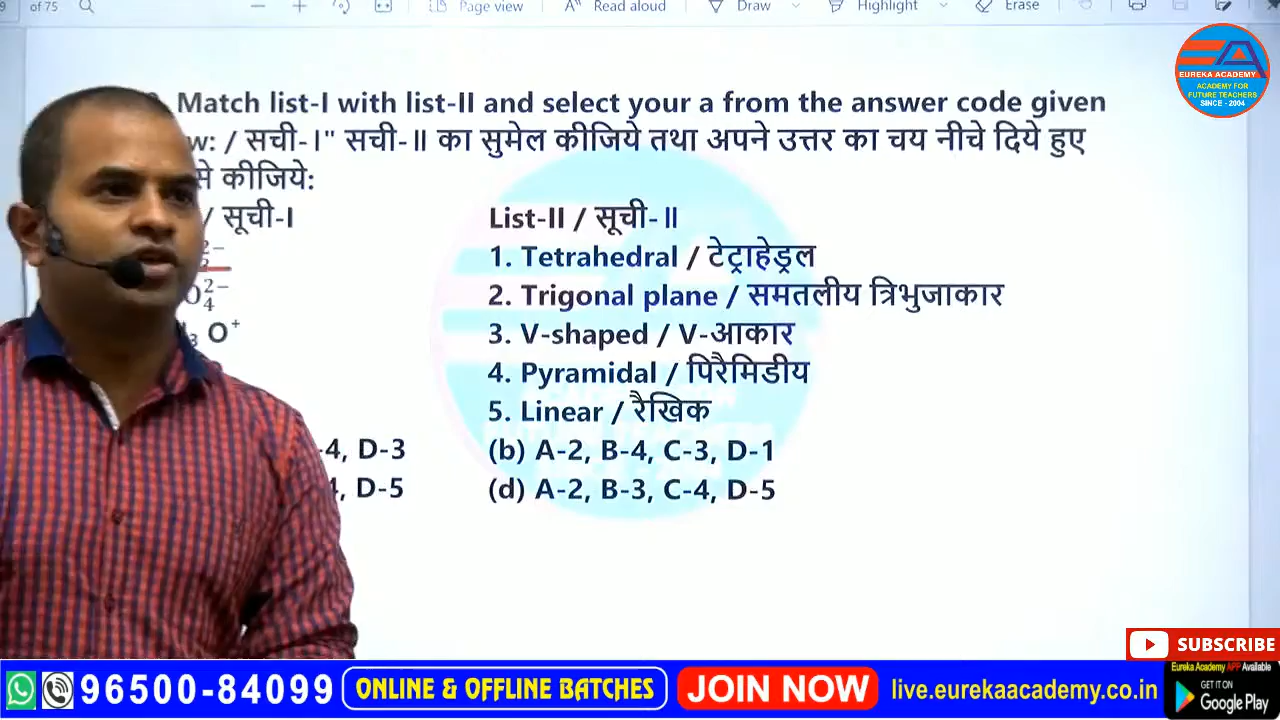 of 75 Page view Read aloud Draw Highlight Erase
EUREKA ACADEMY
ACADEMY FOR
FUTURE TEACHERS
SINCE - 2004
Match list-I with list-II and select your a from the answer code given
w: / सची-I" सची-II का सुमेल कीजिये तथा अपने उत्तर का चय नीचे दिये हुए
से कीजिये:
/ सूची-I List-II / सूची-II
1. Tetrahedral / टेट्राहेड्रल
O₄²⁻ 2. Trigonal plane / समतलीय त्रिभुजाकार
₃ O⁺ 3. V-shaped / V-आकार
4. Pyramidal / पिरैमिडीय
5. Linear / रैखिक
-4, D-3 (b) A-2, B-4, C-3, D-1
, D-5 (d) A-2, B-3, C-4, D-5
SUBSCRIBE
96500-84099 ONLINE & OFFLINE BATCHES JOIN NOW live.eurekaacademy.co.in
Eureka Academy APP Available
GET IT ON
Google Play